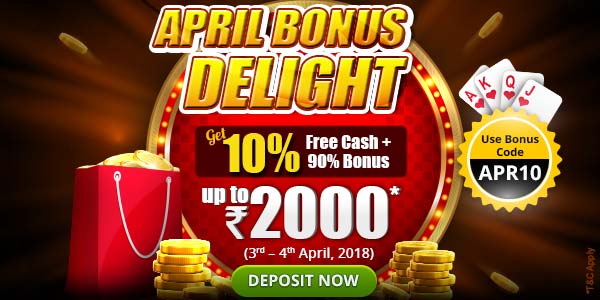 APRIL BONUS
DELIGHT
Get 10% Free Cash +
90% Bonus
up to
₹2000*
(3rd – 4th April, 2018)
DEPOSIT NOW
A K Q J
Use Bonus
Code
APR10
*T&C Apply